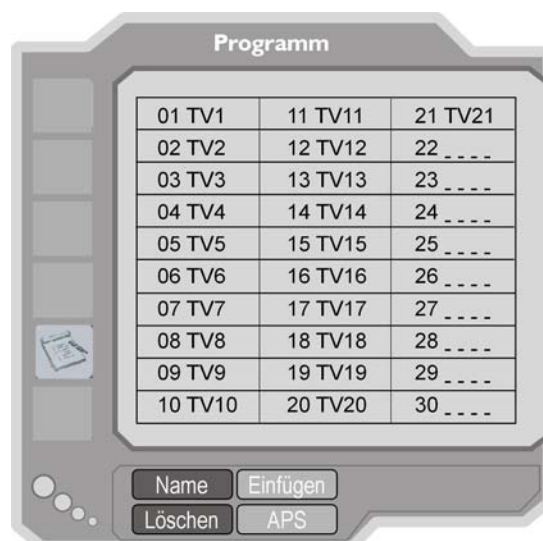 Programm
01 TV1 11 TV11 21 TV21
02 TV2 12 TV12 22 _ _ _ _
03 TV3 13 TV13 23 _ _ _ _
04 TV4 14 TV14 24 _ _ _ _
05 TV5 15 TV15 25 _ _ _ _
06 TV6 16 TV16 26 _ _ _ _
07 TV7 17 TV17 27 _ _ _ _
08 TV8 18 TV18 28 _ _ _ _
09 TV9 19 TV19 29 _ _ _ _
10 TV10 20 TV20 30 _ _ _ _
Name Einfügen
Löschen APS